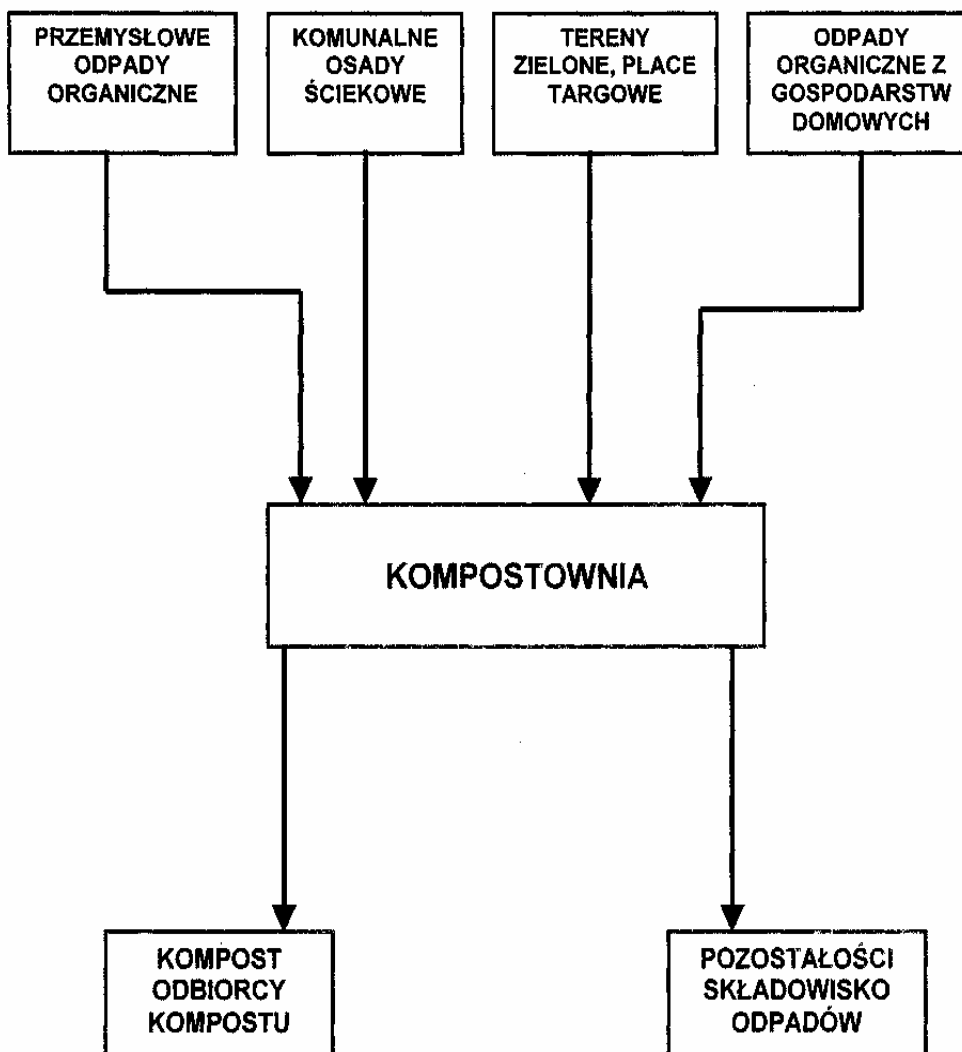 PRZEMYSŁOWE
ODPADY
ORGANICZNE
KOMUNALNE
OSADY
ŚCIEKOWE
TERENY
ZIELONE, PLACE
TARGOWE
ODPADY
ORGANICZNE Z
GOSPODARSTW
DOMOWYCH
KOMPOSTOWNIA
KOMPOST
ODBIORCY
KOMPOSTU
POZOSTAŁOŚCI
SKŁADOWISKO
ODPADÓW